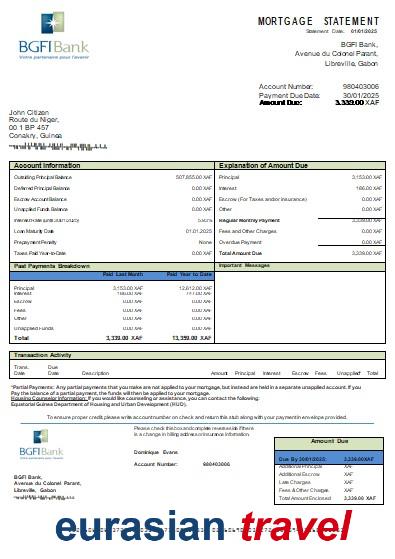 BGFIBank
Votre partenaire pour l'avenir
MORTGAGE STATEMENT
Statement Date: 01/01/2025
BGFI Bank,
Avenue du Colonel Parant,
Libreville, Gabon
Account Number: 980403006
Payment Due Date: 30/01/2025
Amount Due: 3,339.00 XAF
John Citizen
Route du Niger,
00 1 BP 457
Conakry, Guinea
Account Information
Outstanding Principal Balance 507,855.00 XAF
Deferred Principal Balance 0.00 XAF
Escrow Account Balance 0.00 XAF
Unapplied Funds Balance 0.00 XAF
Interest Rate
Loan Maturity Date 01.01.2025
Prepayment Penalty None
Taxes Paid Year-to-Date 0.00 XAF
Explanation of Amount Due
Principal 3,153.00 XAF
Interest 186.00 XAF
Escrow (For Taxes and/or Insurance) 0.00 XAF
Other 0.00 XAF
Regular Monthly Payment 3,339.00 XAF
Fees and Other Charges 0.00 XAF
Overdue Payment 0.00 XAF
Total Amount Due 3,339.00 XAF
Past Payments Breakdown
Paid Last Month Paid Year to Date
Principal 3,153.00 XAF 12,612.00 XAF
Interest 186.00 XAF
Escrow 0.00 XAF 0.00 XAF
Fees 0.00 XAF 0.00 XAF
Other 0.00 XAF 0.00 XAF
Unapplied Funds 0.00 XAF 0.00 XAF
Total 3,339.00 XAF 13,359.00 XAF
Important Messages
Transaction Activity
Trans. Date Due Date Description Amount Principal Interest Escrow Fees Unapplied Total
*Partial Payments: Any partial payments that you make are not applied to your mortgage, but instead are held in a separate unapplied account. If you
Pay the balance of a partial payment, the funds will then be applied to your mortgage.
Housing Counselor Information: If you would like counseling or assistance, you can contact the following:
Equatorial Guinea Department of Housing and Urban Development (HUD).
To ensure proper credit please write account number on check and return this stub along with your payment in envelope provided.
BGFIBank
Votre partenaire pour l'avenir
Please check this box and complete reverse side if there
is a change in billing address or insurance information.
Dominique Evans
Account Number: 980403006
BGFI Bank,
Avenue du Colonel Parant,
Libreville, Gabon
Amount Due
Due By 30/01/2025: 3,339.00XAF
Additional Principal XAF
Additional Escrow XAF
Late Charges XAF
Fees & Other Charges XAF
Total Amount Enclosed 3,339.00 XAF
eurasian travel